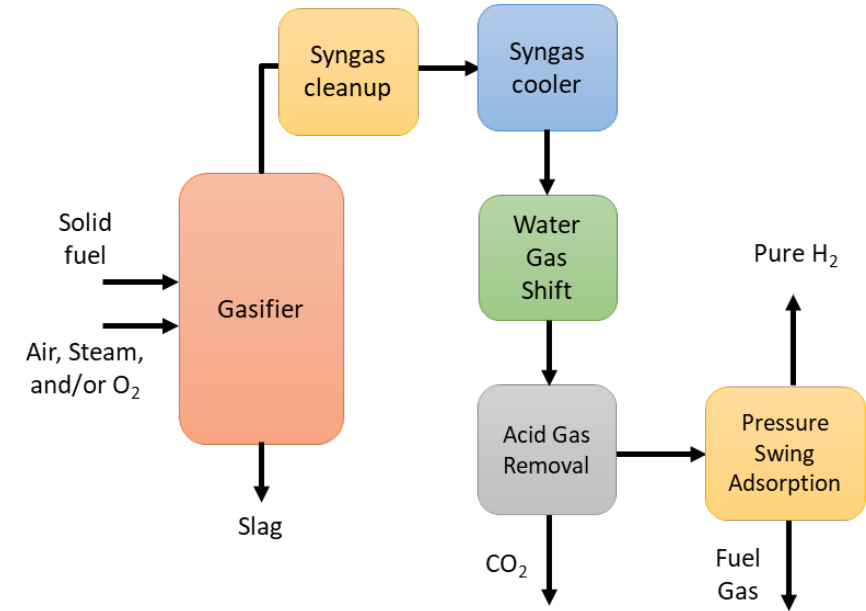 Syngas
cleanup
Syngas
cooler
Solid
fuel
Air, Steam,
and/or O₂
Gasifier
Slag
Water
Gas
Shift
Acid Gas
Removal
CO₂
Pure H₂
Pressure
Swing
Adsorption
Fuel
Gas